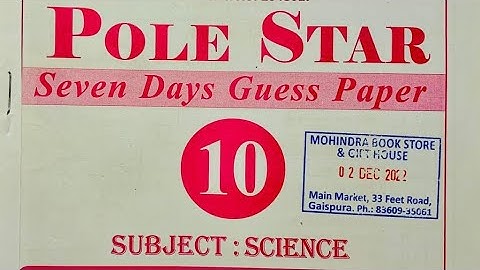 POLE STAR
Seven Days Guess Paper
10
MOHINDRA BOOK STORE
& GIFT HOUSE
02 DEC 2022
Main Market, 33 Feet Road,
Gaispura. Ph.: 83609-35061
SUBJECT : SCIENCE